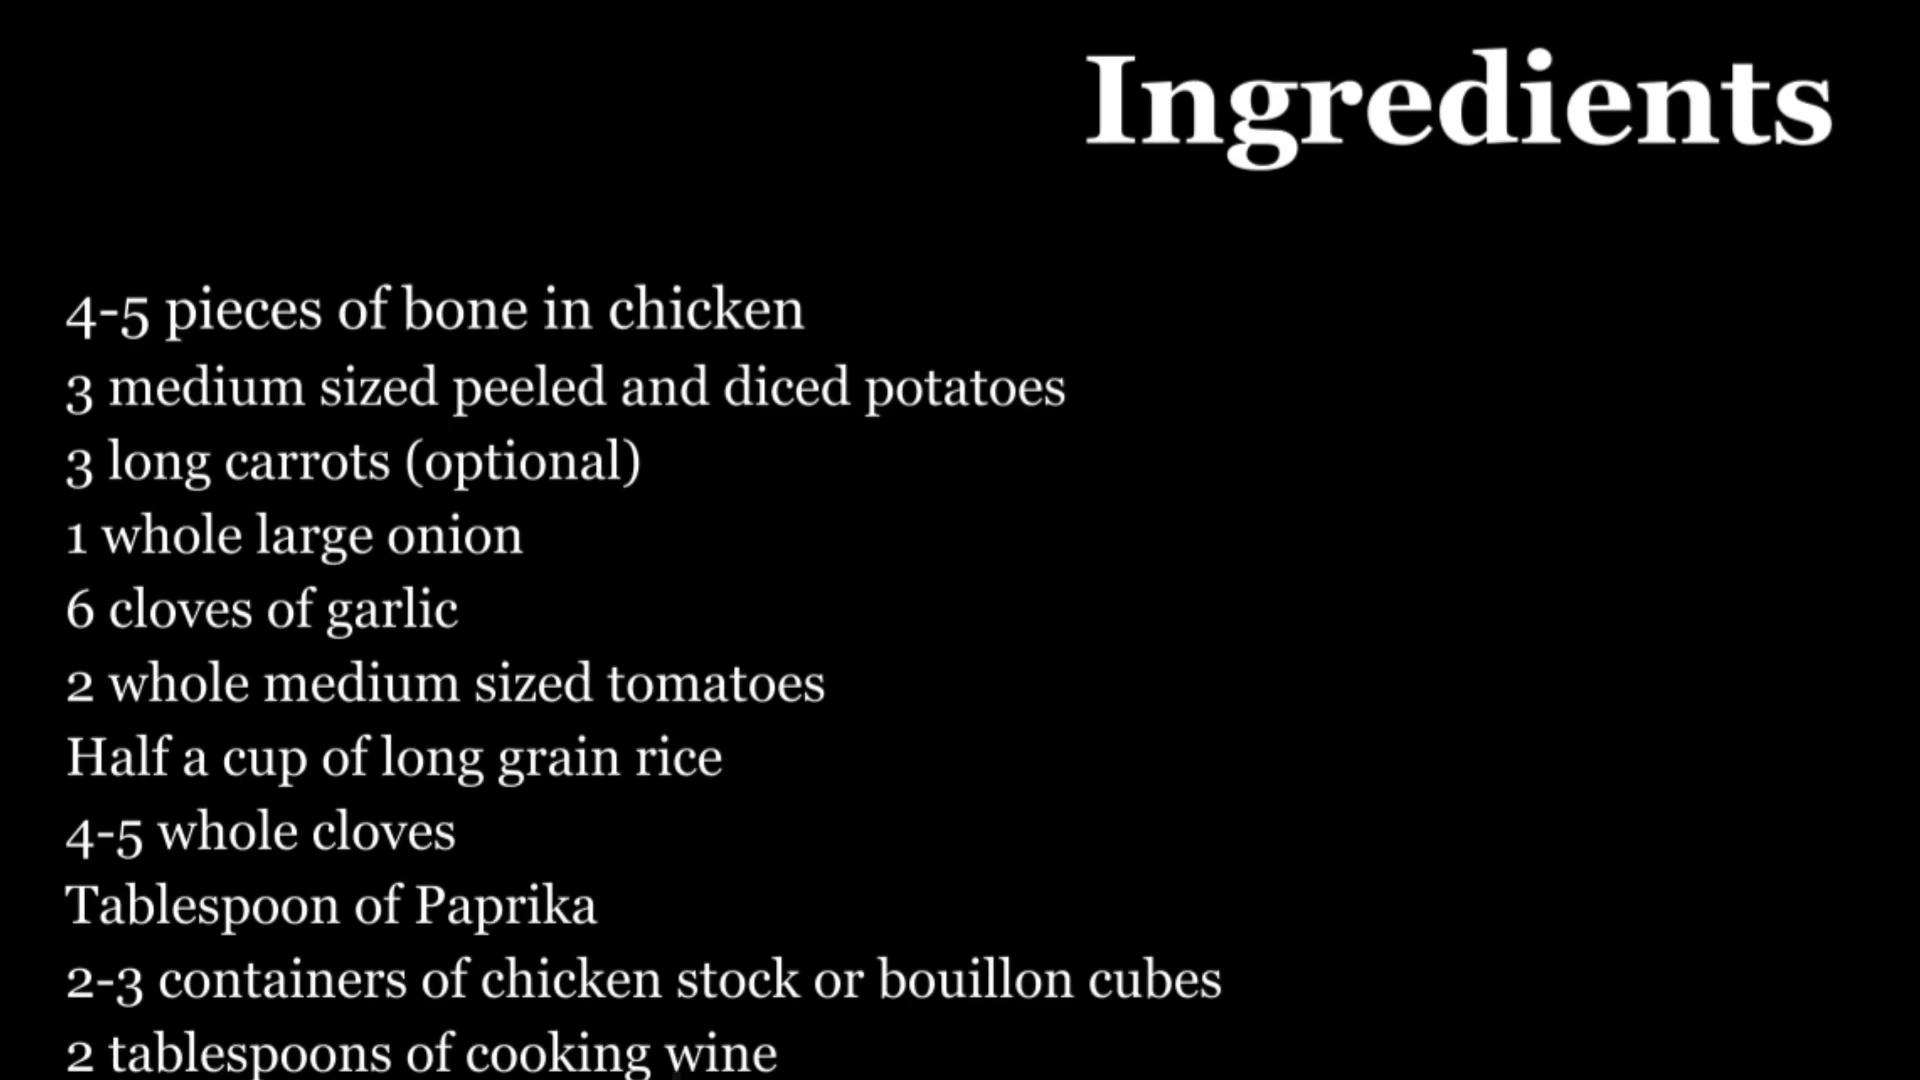 Ingredients
4-5 pieces of bone in chicken
3 medium sized peeled and diced potatoes
3 long carrots (optional)
1 whole large onion
6 cloves of garlic
2 whole medium sized tomatoes
Half a cup of long grain rice
4-5 whole cloves
Tablespoon of Paprika
2-3 containers of chicken stock or bouillon cubes
2 tablespoons of cooking wine